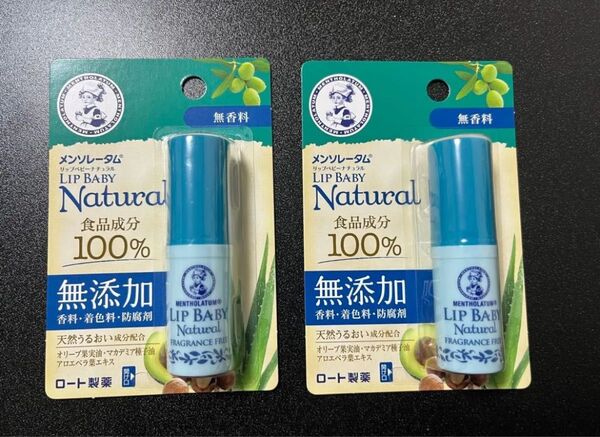 MENTHOLATUM
無香料
メンソレータム®
リップベビーナチュラル
LIP BABY
Natural
食品成分
100%
無添加
香料・着色料・防腐剤
天然うるおい成分配合
オリーブ果実油・マカデミア種子油
アロエベラ葉エキス
ロート製薬
開け口
MENTHOLATUM®
LIP BABY
Natural
FRAGRANCE FREE
MENTHOLATUM
無香料
メンソレータム®
リップベビーナチュラル
LIP BABY
Natural
食品成分
100%
無添加
香料・着色料・防腐剤
天然うるおい成分配合
オリーブ果実油・マカデミア種子油
アロエベラ葉エキス
ロート製薬
開け口
MENTHOLATUM®
LIP BABY
Natural
FRAGRANCE FREE